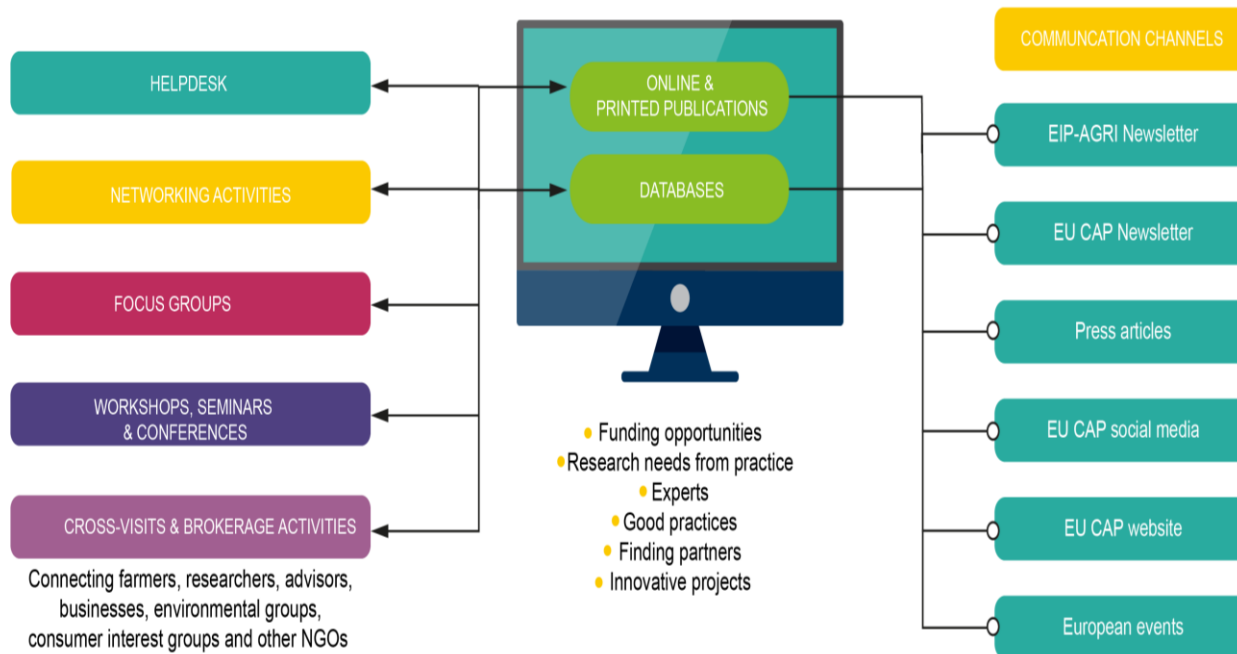 HELPDESK
NETWORKING ACTIVITIES
FOCUS GROUPS
WORKSHOPS, SEMINARS
& CONFERENCES
CROSS-VISITS & BROKERAGE ACTIVITIES
Connecting farmers, researchers, advisors,
businesses, environmental groups,
consumer interest groups and other NGOs
ONLINE &
PRINTED PUBLICATIONS
DATABASES
Funding opportunities
Research needs from practice
Experts
Good practices
Finding partners
Innovative projects
COMMUNCATION CHANNELS
EIP-AGRI Newsletter
EU CAP Newsletter
Press articles
EU CAP social media
EU CAP website
European events